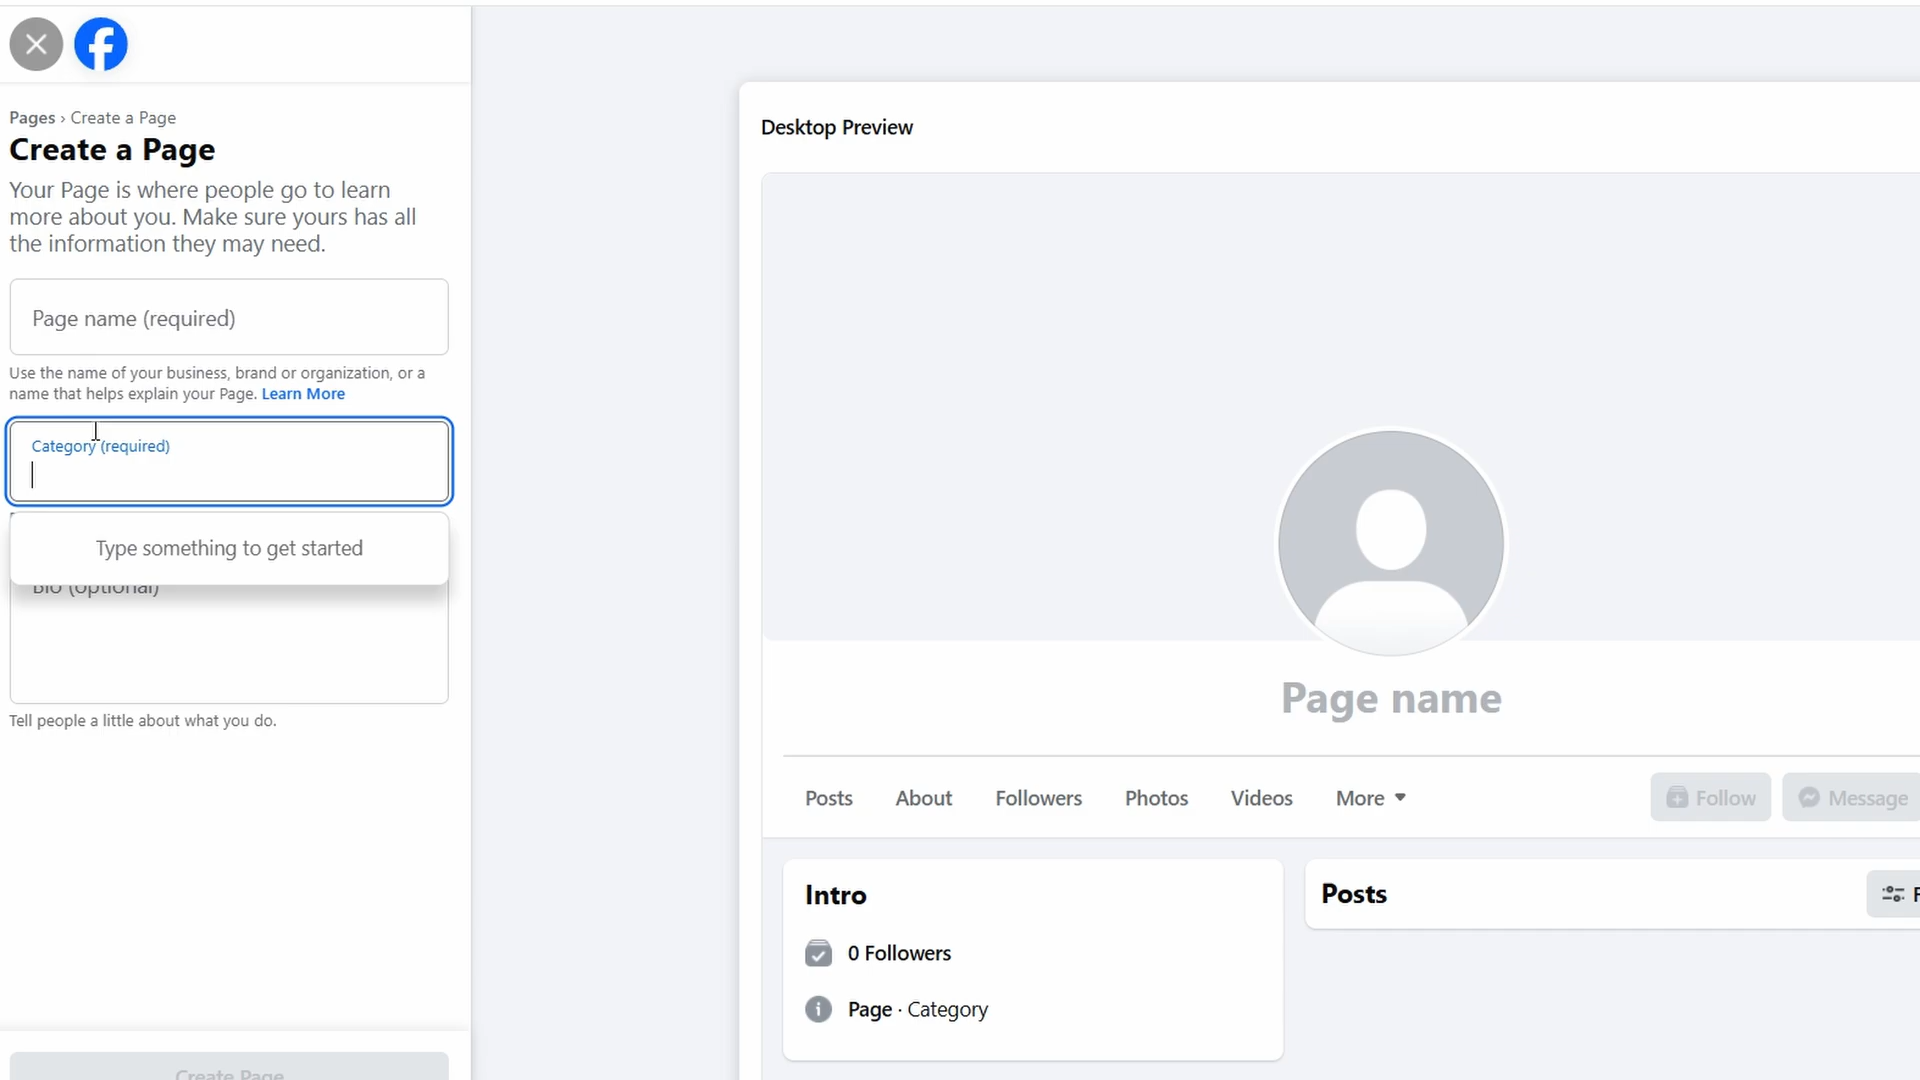 Pages › Create a Page
Create a Page
Your Page is where people go to learn
more about you. Make sure yours has all
the information they may need.
Page name (required)
Use the name of your business, brand or organization, or a
name that helps explain your Page. Learn More
Category (required)
Type something to get started
Bio (optional)
Tell people a little about what you do.
Create Page
Desktop Preview
Page name
Posts About Followers Photos Videos More Follow Message
Intro
0 Followers
Page · Category
Posts